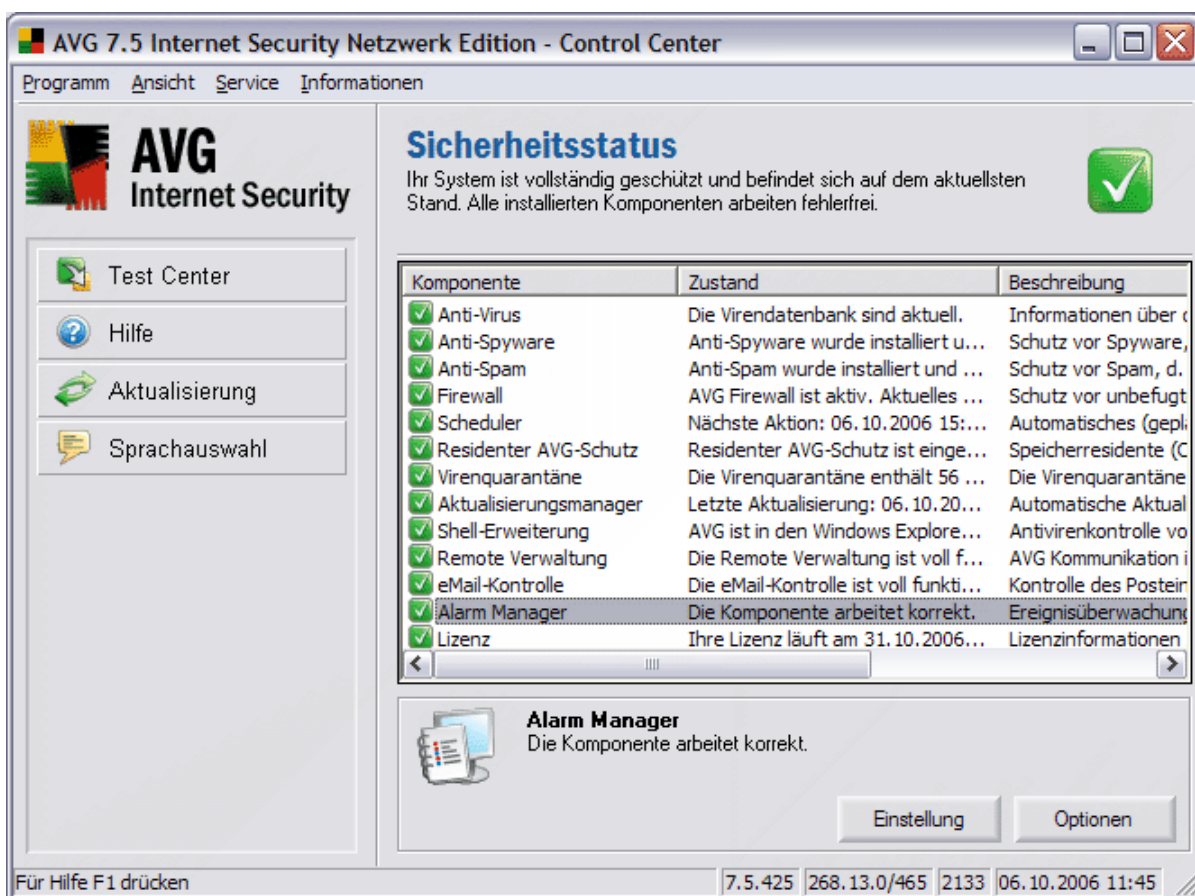 AVG 7.5 Internet Security Netzwerk Edition - Control Center
Programm Ansicht Service Informationen
AVG
Internet Security
Test Center
Hilfe
Aktualisierung
Sprachauswahl
Sicherheitsstatus
Ihr System ist vollständig geschützt und befindet sich auf dem aktuellsten
Stand. Alle installierten Komponenten arbeiten fehlerfrei.
Komponente Zustand Beschreibung
Anti-Virus Die Virendatenbank sind aktuell. Informationen über
Anti-Spyware Anti-Spyware wurde installiert u... Schutz vor Spyware,
Anti-Spam Anti-Spam wurde installiert und ... Schutz vor Spam, d.
Firewall AVG Firewall ist aktiv. Aktuelles ... Schutz vor unbefugt
Scheduler Nächste Aktion: 06.10.2006 15:... Automatisches (gepl
Residenter AVG-Schutz Residenter AVG-Schutz ist einge... Speicherresidente (
Virenquarantäne Die Virenquarantäne enthält 56 ... Die Virenquarantäne
Aktualisierungsmanager Letzte Aktualisierung: 06.10.20... Automatische Aktual
Shell-Erweiterung AVG ist in den Windows Explore... Antivirenkontrolle vo
Remote Verwaltung Die Remote Verwaltung ist voll f... AVG Kommunikation i
eMail-Kontrolle Die eMail-Kontrolle ist voll funkti... Kontrolle des Postein
Alarm Manager Die Komponente arbeitet korrekt. Ereignisüberwachung
Lizenz Ihre Lizenz läuft am 31.10.2006... Lizenzinformationen
Alarm Manager
Die Komponente arbeitet korrekt.
Einstellung Optionen
Für Hilfe F1 drücken 7.5.425 268.13.0/465 2133 06.10.2006 11:45